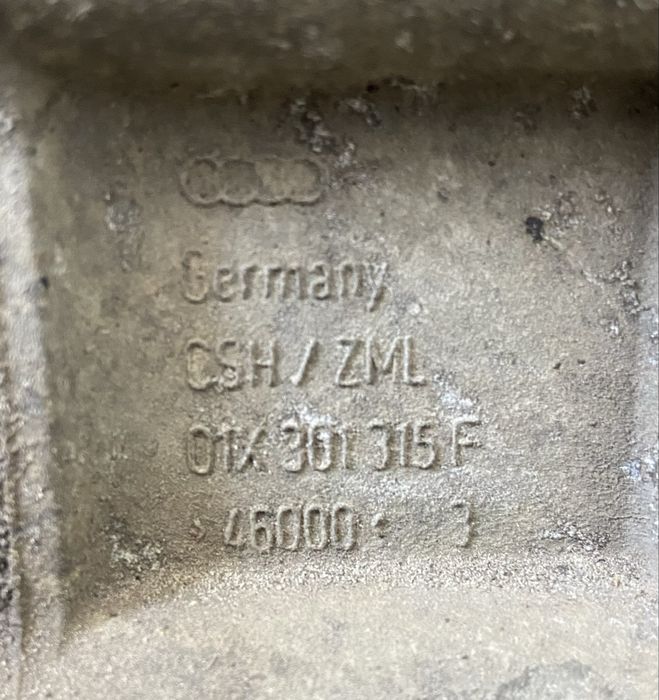 Germany
CSH / ZML
01X 301 315 F
> 46000 < 3